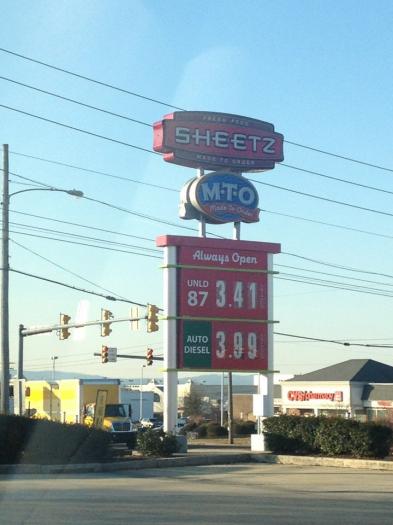 FRESH FOOD
SHEETZ
MADE TO ORDER
M·T·O
Made To Order
Always Open
UNLD
87
3.41
AUTO
DIESEL
3.99
CVS pharmacy